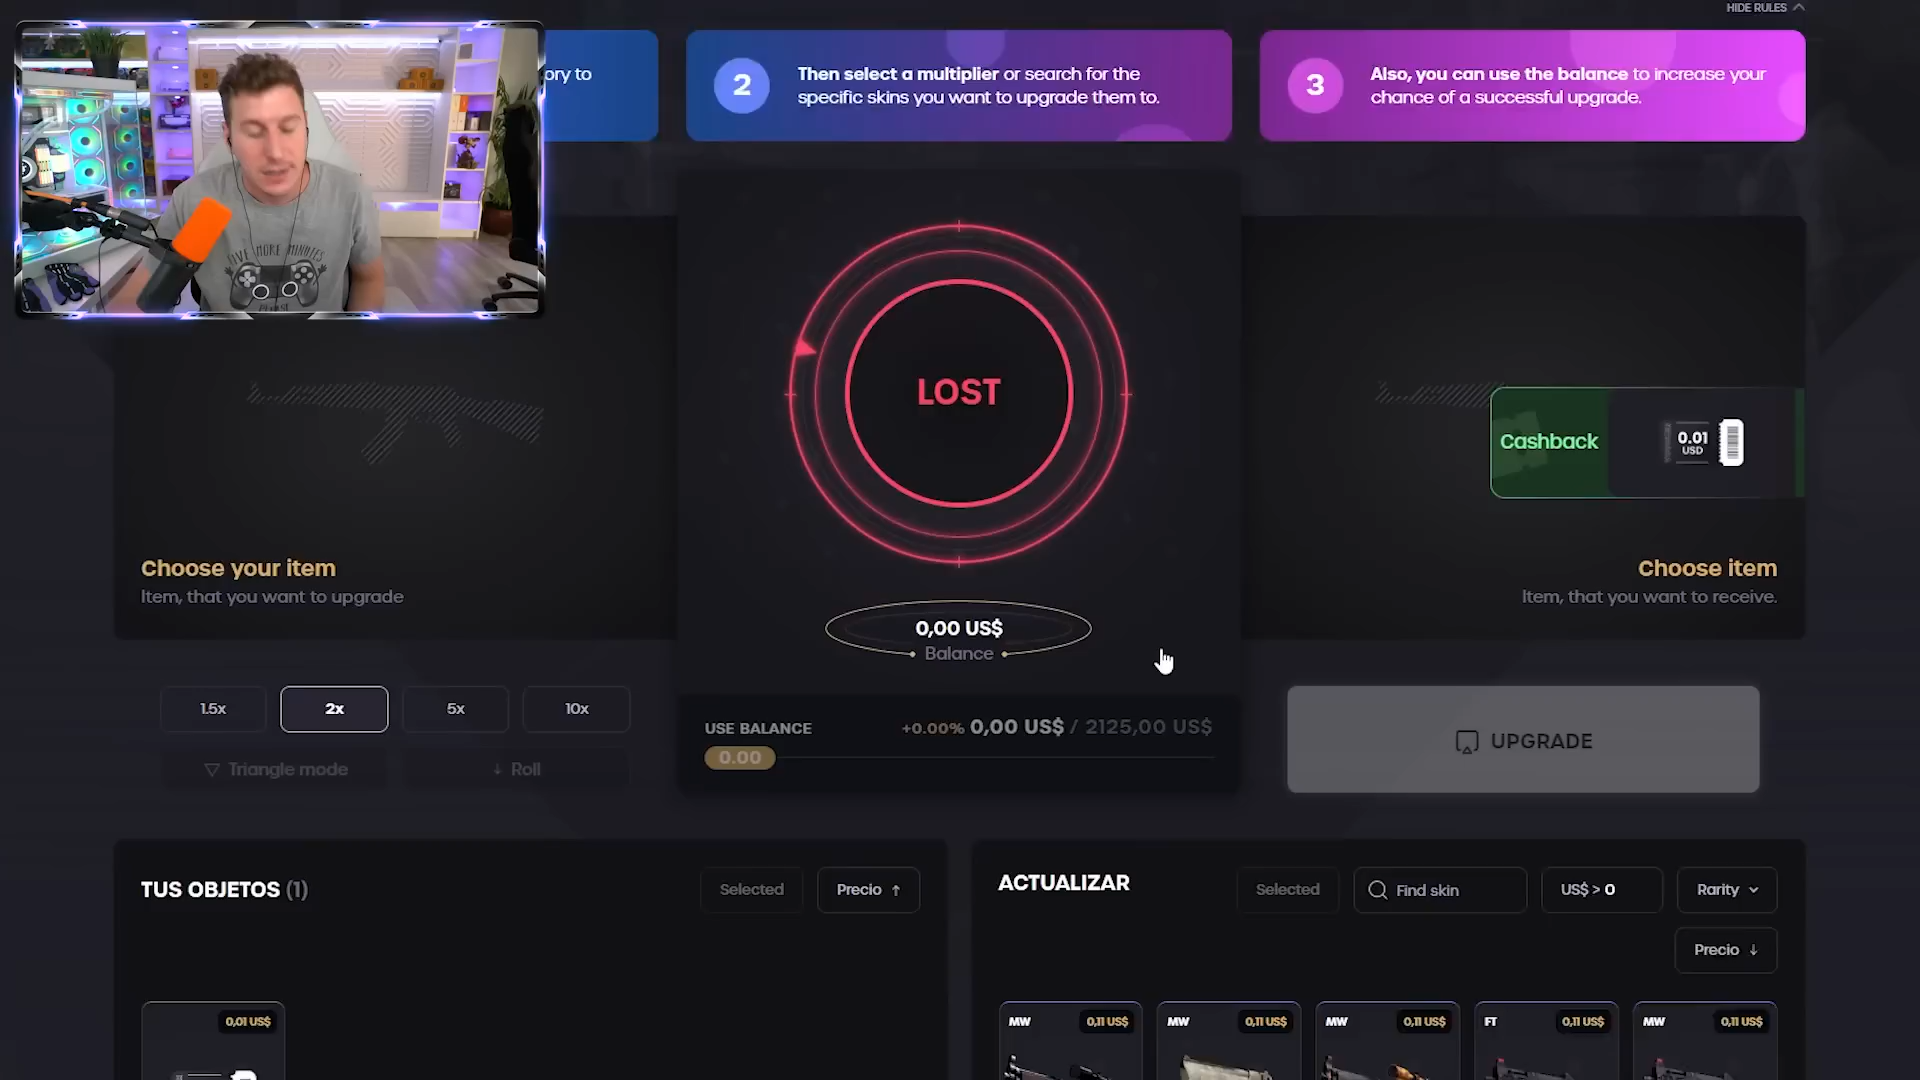 HIDE RULES
ory to
2
Then select a multiplier or search for the
specific skins you want to upgrade them to.
3
Also, you can use the balance to increase your
chance of a successful upgrade.
FIVE MORE MINUTES
LOST
Cashback
0.01
USD
Choose your item
Item, that you want to upgrade
Choose item
Item, that you want to receive.
0,00 US$
Balance
1.5x
2x
5x
10x
Triangle mode
Roll
USE BALANCE
+0.00% 0,00 US$ / 2125,00 US$
0.00
UPGRADE
TUS OBJETOS (1)
Selected
Precio ↑
ACTUALIZAR
Selected
Find skin
US$ > 0
Rarity
Precio ↓
0,01 US$
MW
0,11 US$
MW
0,11 US$
MW
0,11 US$
FT
0,11 US$
MW
0,11 US$